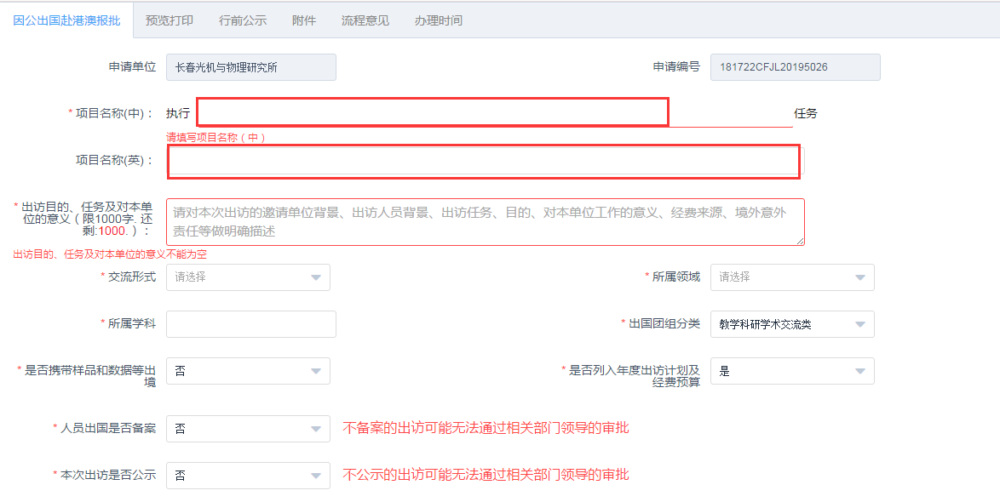 因公出国赴港澳报批 预览打印 行前公示 附件 流程意见 办理时间
申请单位 长春光机与物理研究所 申请编号 181722CFJL20195026
* 项目名称(中)： 执行 任务
请填写项目名称（中）
项目名称(英)：
* 出访目的、任务及对本单
位的意义（限1000字. 还
剩:1000.）：
请对本次出访的邀请单位背景、出访人员背景、出访任务、目的、对本单位工作的意义、经费来源、境外意外
责任等做明确描述
出访目的、任务及对本单位的意义不能为空
* 交流形式 请选择 * 所属领域 请选择
* 所属学科 * 出国团组分类 教学科研学术交流类
* 是否携带样品和数据等出
境 否
* 是否列入年度出访计划及
经费预算 是
* 人员出国是否备案 否 不备案的出访可能无法通过相关部门领导的审批
* 本次出访是否公示 否 不公示的出访可能无法通过相关部门领导的审批